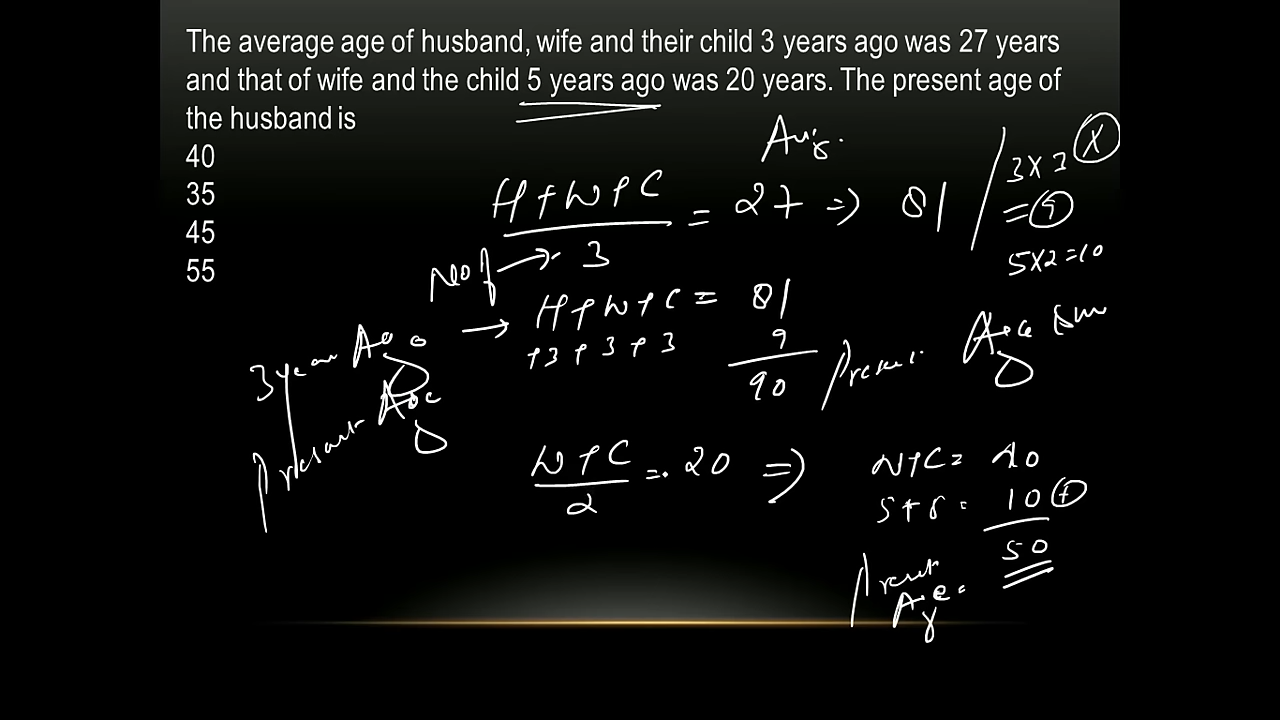 The average age of husband, wife and their child 3 years ago was 27 years
and that of wife and the child 5 years ago was 20 years. The present age of
the husband is
40
35
45
55
Avg.
H+W+C
= 27 => 81
3
3x3 X
= 9
5x2=10
No of
H+W+C = 81
+3+3+3
9
90
3 year Ago
Present Age
Present
Age Sum
W+C
= 20 =>
2
W+C= 40
5+5= 10 +
50
Present
Age=